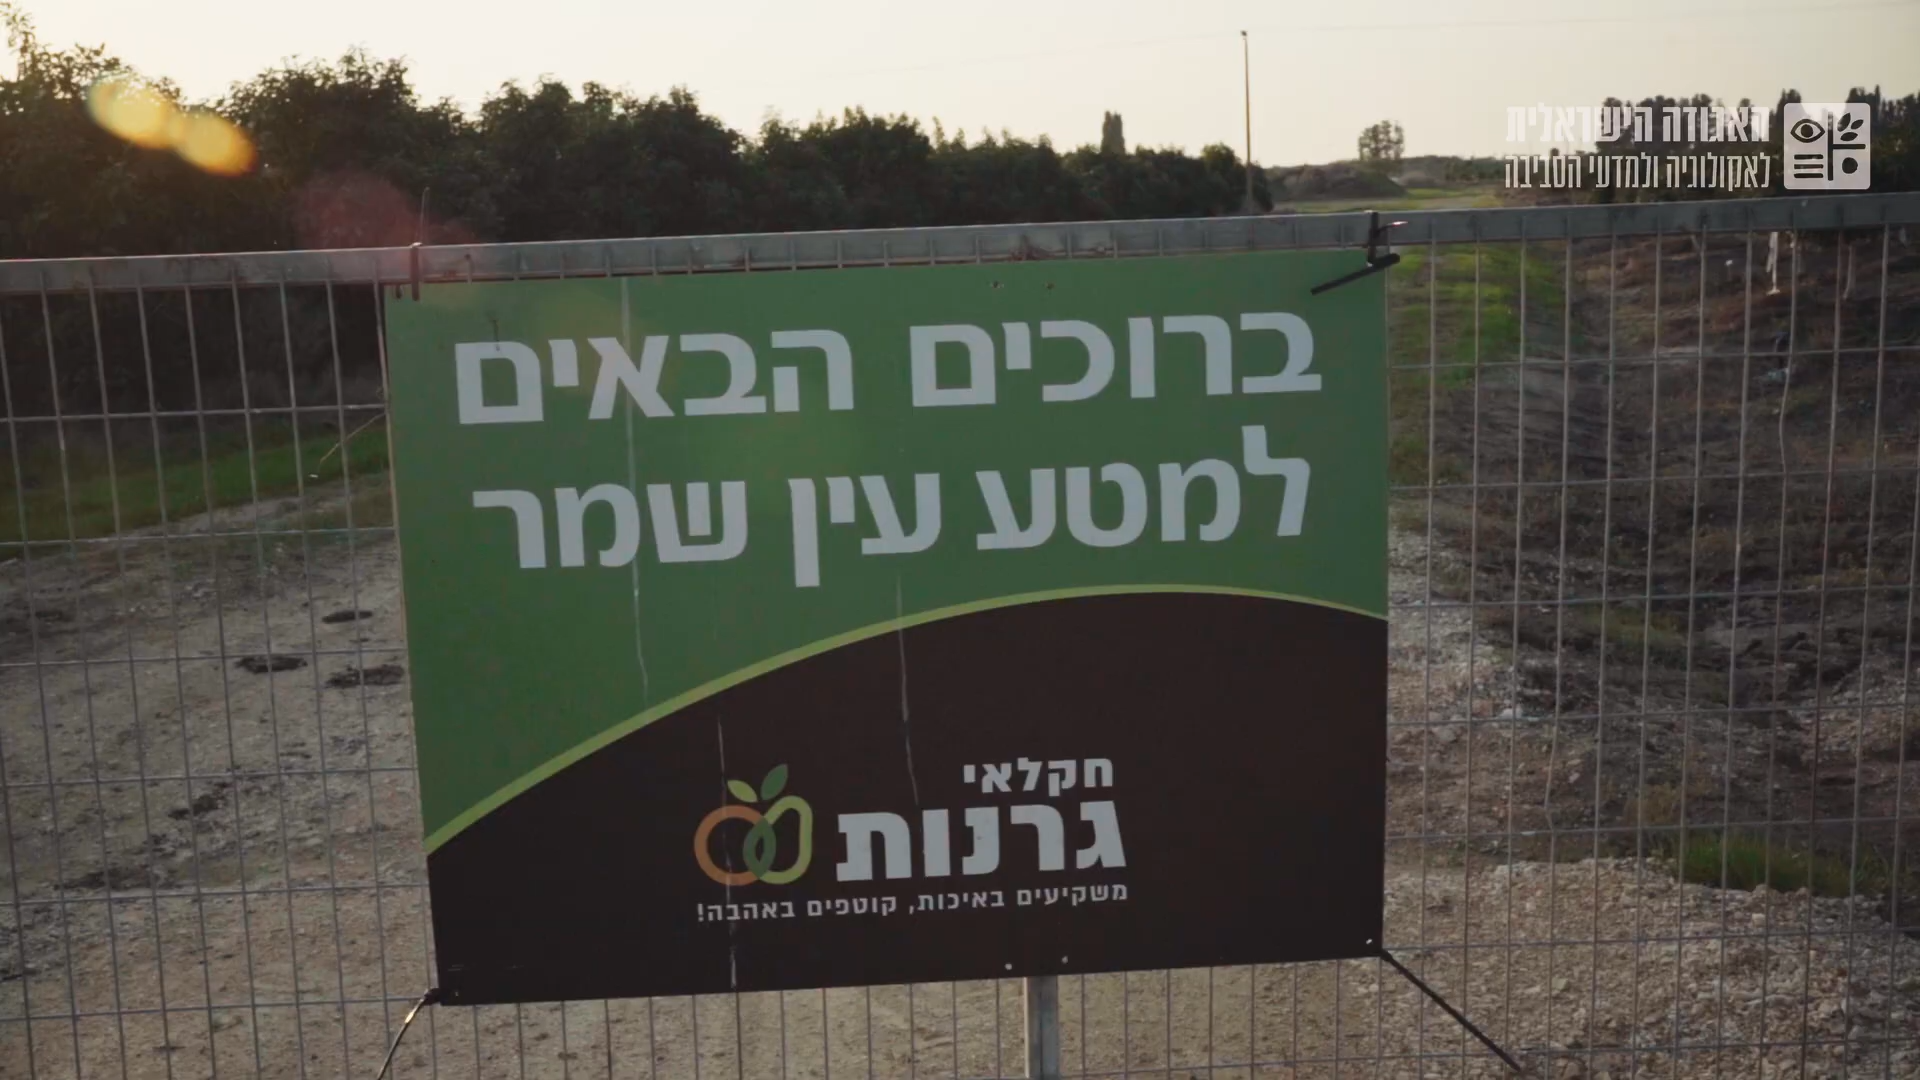 האגודה הישראלית
לאקולוגיה ולמדעי הסביבה
ברוכים הבאים
למטע עין שמר
חקלאי
גרנות
משקיעים באיכות, קוטפים באהבה!